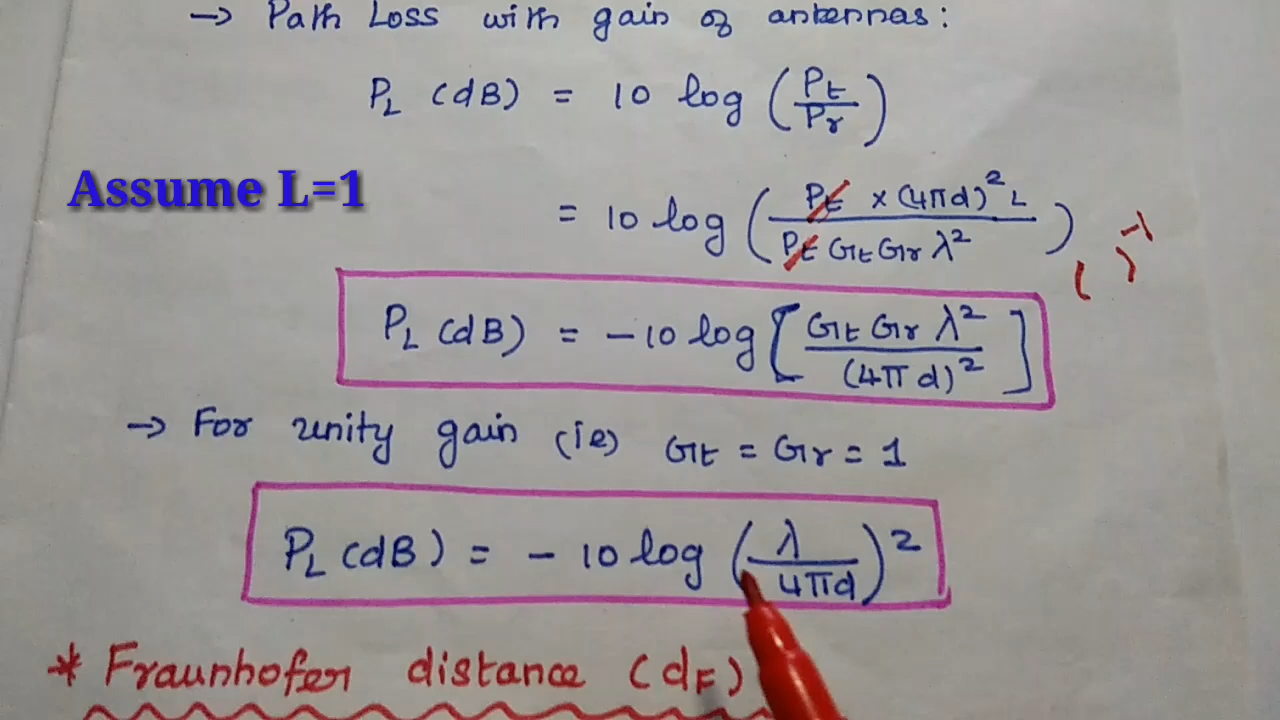 → Path Loss with gain of antennas:
PL (dB) = 10 log (Pt/Pr)
Assume L=1
= 10 log (Pt × (4πd)² L / Pt Gt Gr λ²) ( )⁻¹
PL (dB) = -10 log [Gt Gr λ² / (4π d)²]
→ For unity gain (ie) Gt = Gr = 1
PL (dB) = - 10 log (λ / 4πd)²
* Fraunhofer distance (dF)